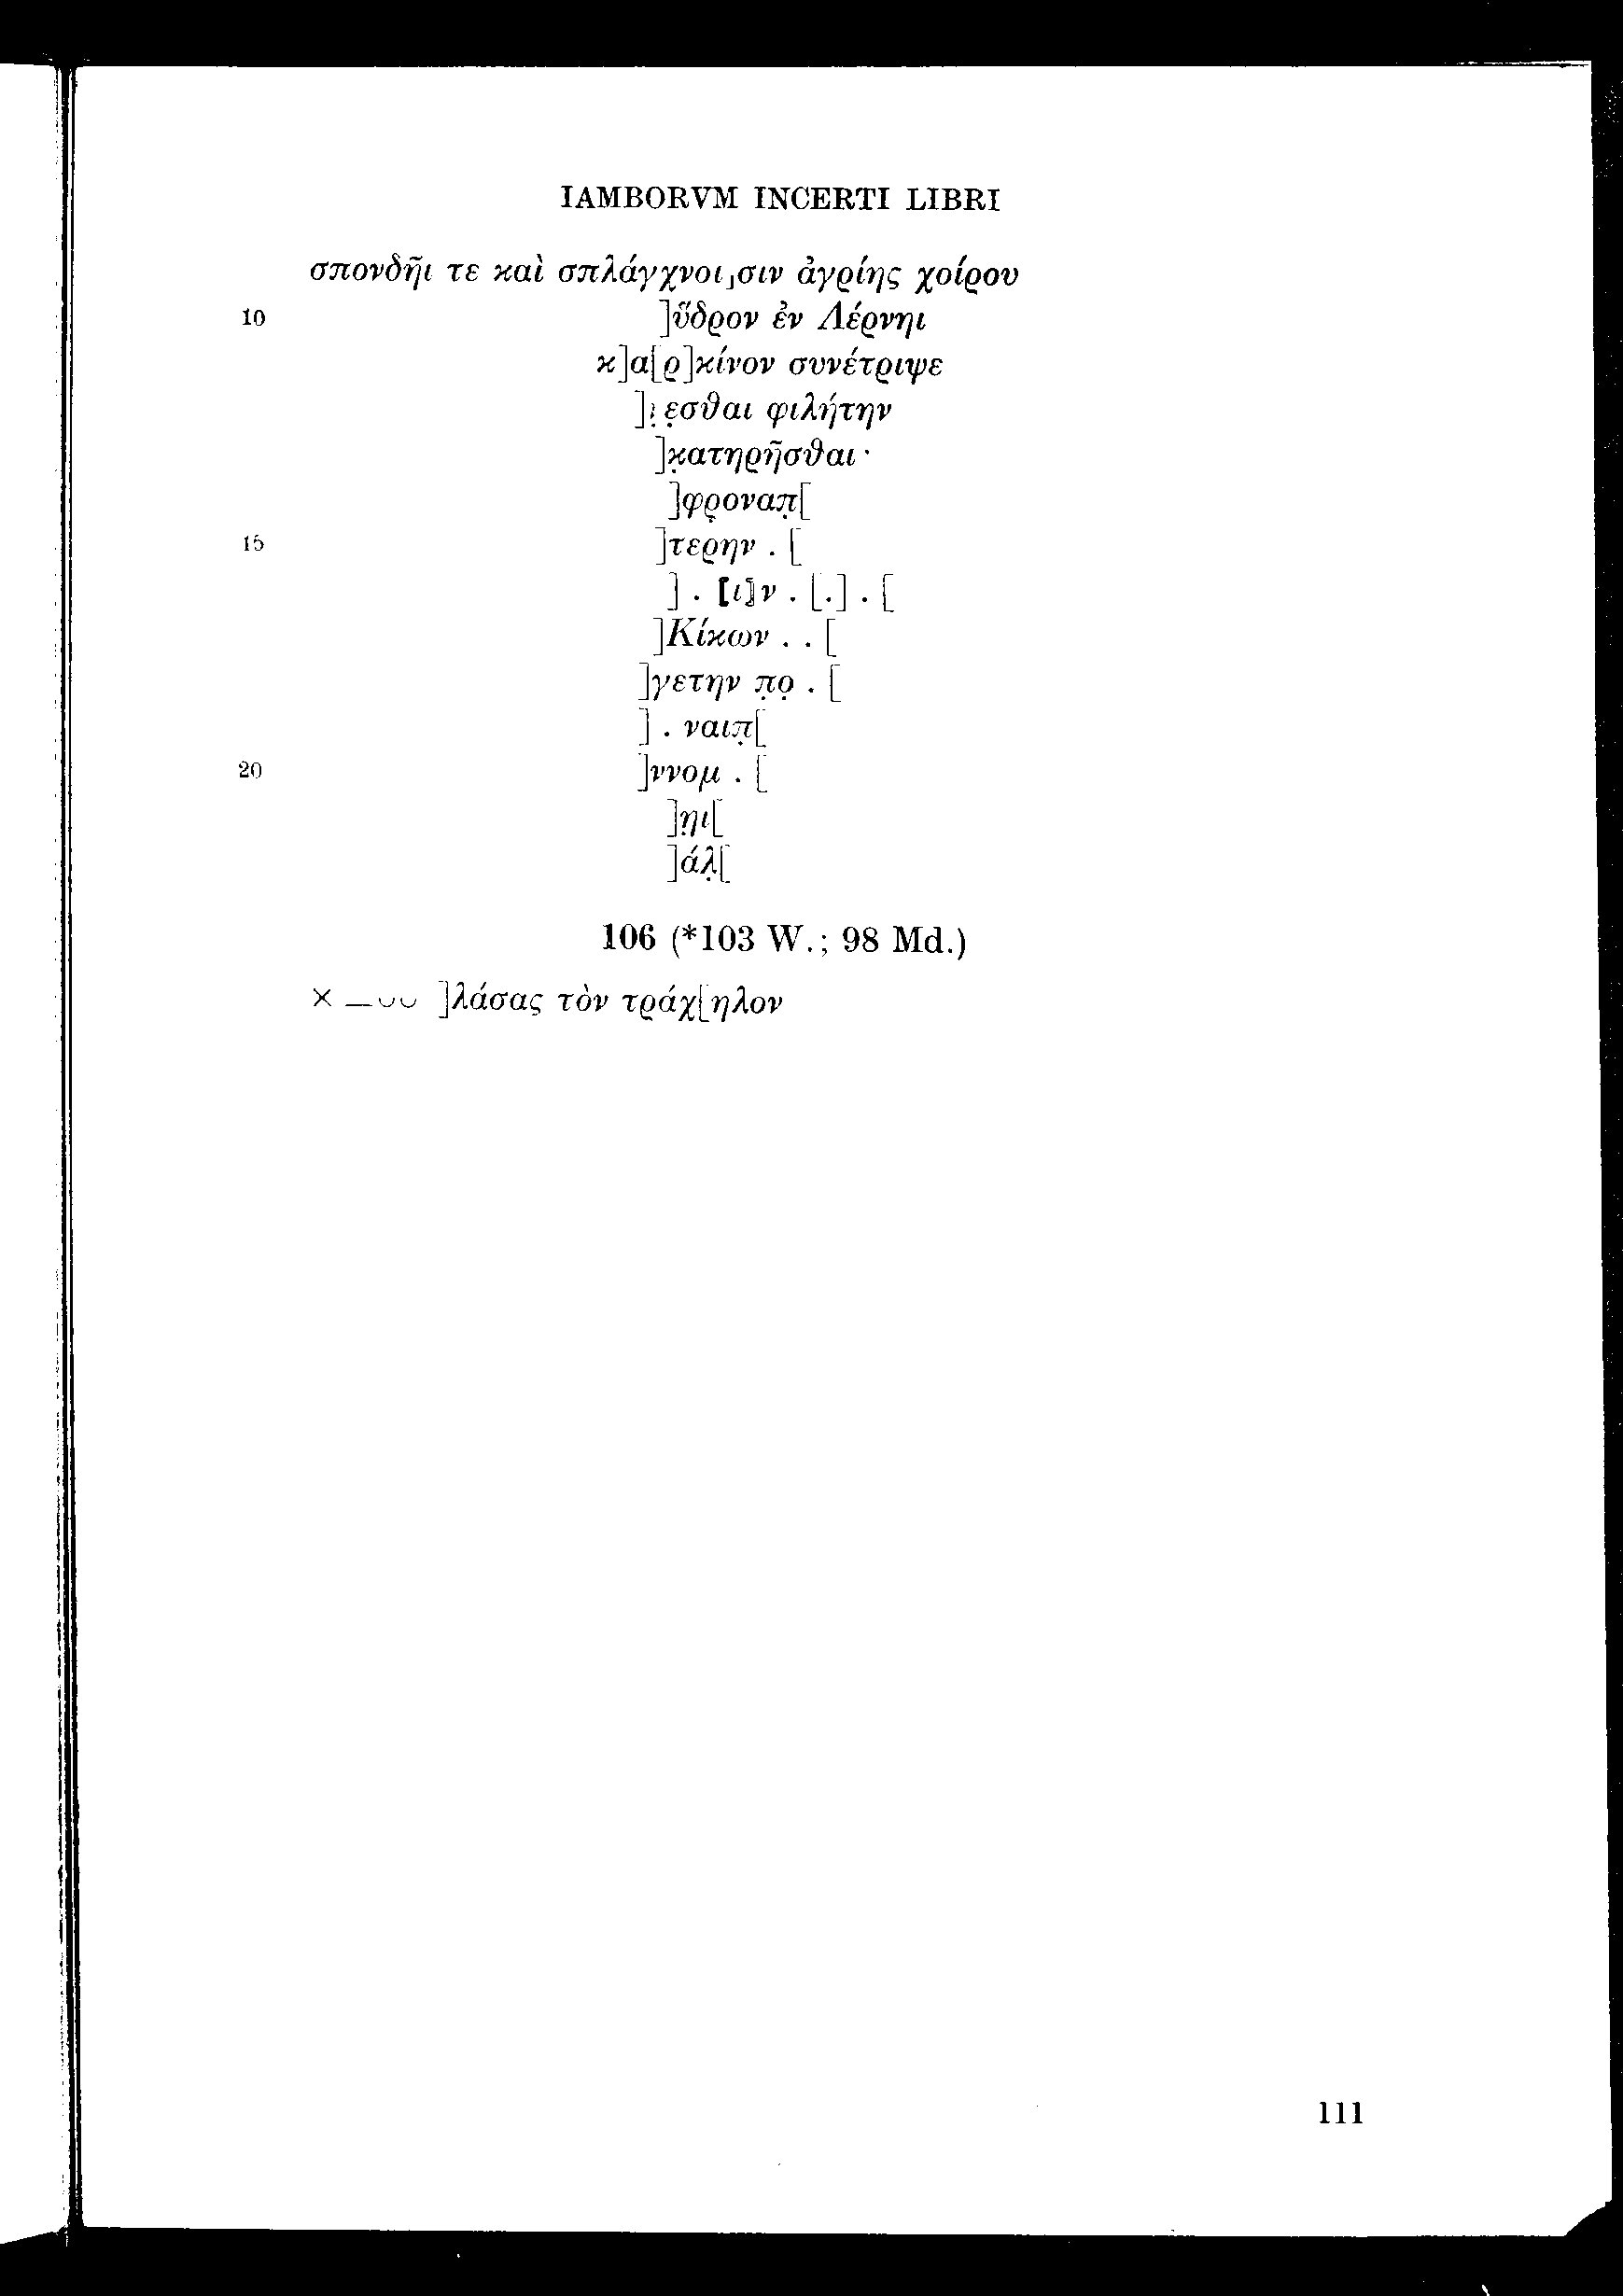 IAMBORVM INCERTI LIBRI
σπονδῆι τε καὶ σπλάγχνοι⌟σιν ἀγρίης χοίρου
10 ]ὕδρον ἐν Λέρνηι
κ]α[ρ]κίνον συνέτριψε
]ι̣ε̣σθαι φιλήτην
]κ̣ατηρῆσθαι·
]φρ̣οναπ̣[
15 ]τερην . [
] . ⟦ι⟧ν . [.] . [
]Κίκων . . [
]γετην π̣ο̣ . [
] . ναιπ̣[
20 ]ννομ . [
]η̣ι[
]άλ̣[
106 (*103 W.; 98 Md.)
× — ⏑⏑ ]λάσας τὸν τράχ[ηλον
111